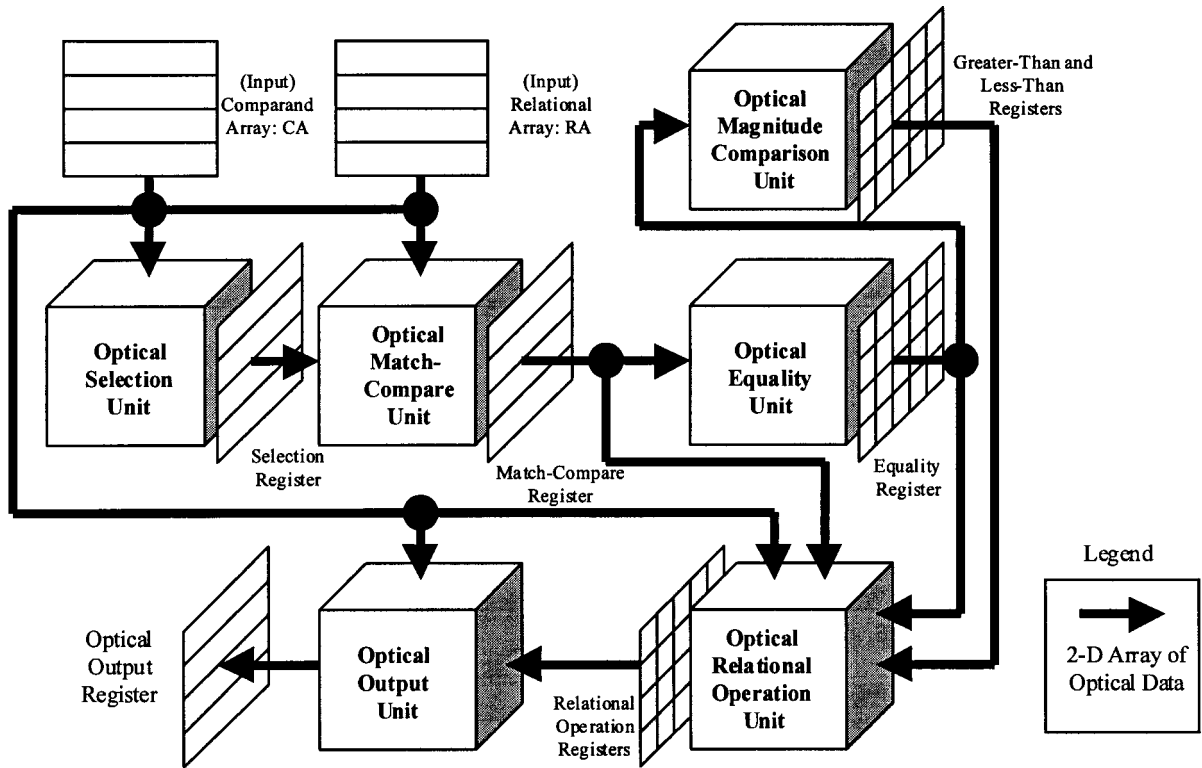 (Input)
Comparand
Array: CA
(Input)
Relational
Array: RA
Optical
Magnitude
Comparison
Unit
Greater-Than and
Less-Than
Registers
Optical
Selection
Unit
Selection
Register
Optical
Match-
Compare
Unit
Match-Compare
Register
Optical
Equality
Unit
Equality
Register
Optical
Output
Register
Optical
Output
Unit
Relational
Operation
Registers
Optical
Relational
Operation
Unit
Legend
2-D Array of
Optical Data